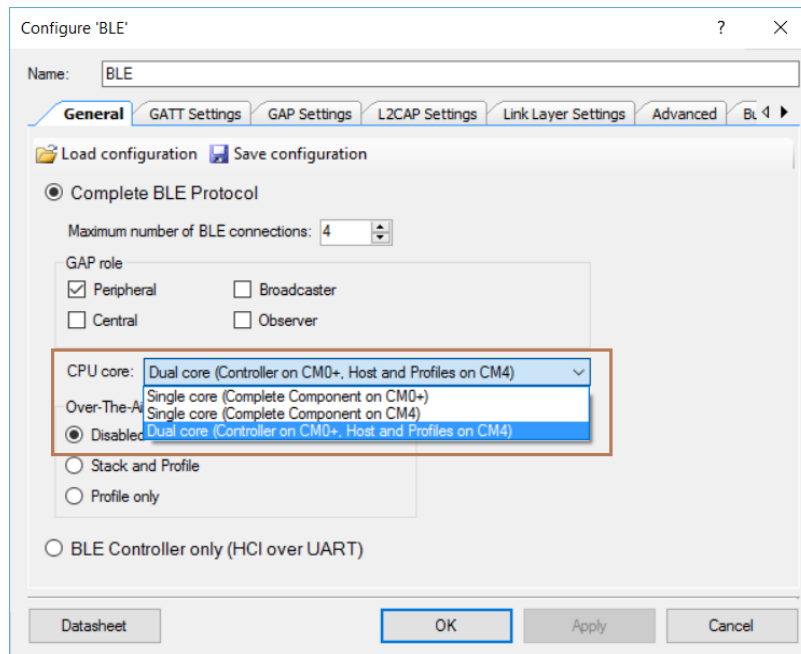 Configure 'BLE'
?
Name: BLE
General GATT Settings GAP Settings L2CAP Settings Link Layer Settings Advanced
Load configuration Save configuration
Complete BLE Protocol
Maximum number of BLE connections: 4
GAP role
Peripheral Broadcaster
Central Observer
CPU core: Dual core (Controller on CM0+, Host and Profiles on CM4)
Single core (Complete Component on CM0+)
Over-The-Ai
Single core (Complete Component on CM4)
Disabled Dual core (Controller on CM0+, Host and Profiles on CM4)
Stack and Profile
Profile only
BLE Controller only (HCI over UART)
Datasheet OK Apply Cancel